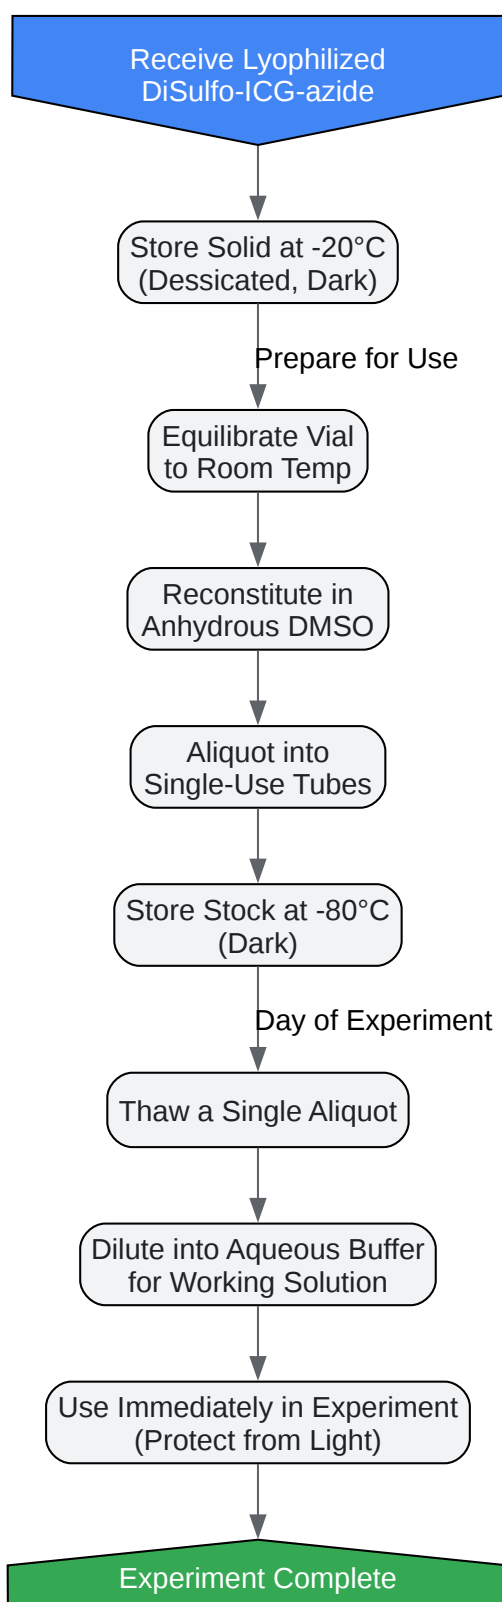 Receive Lyophilized
DiSulfo-ICG-azide
Store Solid at -20°C
(Dessicated, Dark)
Prepare for Use
Equilibrate Vial
to Room Temp
Reconstitute in
Anhydrous DMSO
Aliquot into
Single-Use Tubes
Store Stock at -80°C
(Dark)
Day of Experiment
Thaw a Single Aliquot
Dilute into Aqueous Buffer
for Working Solution
Use Immediately in Experiment
(Protect from Light)
Experiment Complete